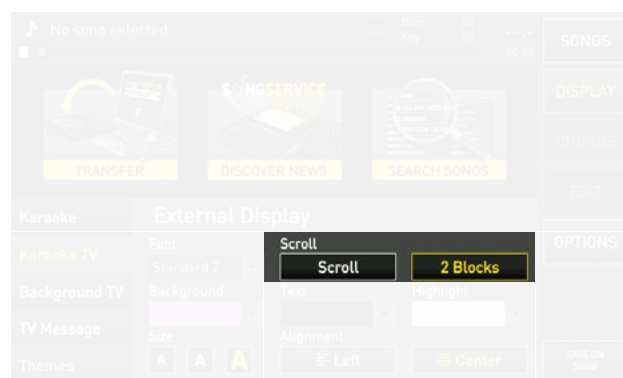 No song selected
Bpm [0]
Key [0]
--.-
00:00
SONGS
SONGSERVICE
DISPLAY
TRANSFER
DISCOVER NEWS
SEARCH SONGS
CHORDS
EDIT
Karaoke
External Display
Karaoke TV
Font
Scroll
OPTIONS
Standard 2
Scroll
2 Blocks
Background TV
Background
Text
Highlight
TV Message
Size
Alignment
Themes
A A A
Left
Center
SAVE ON
SONG